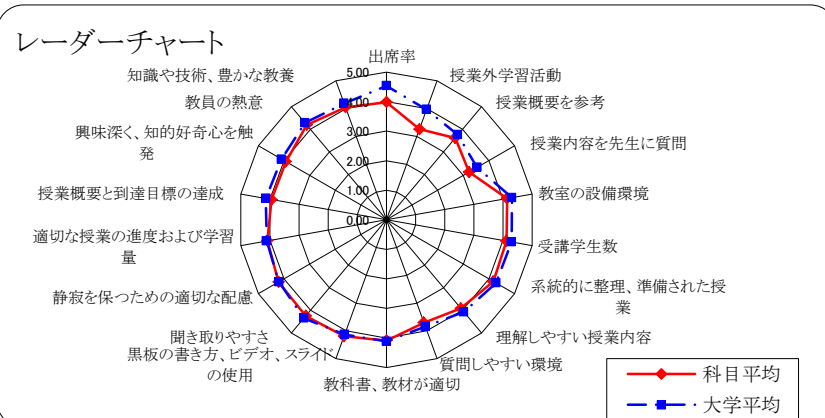 レーダーチャート
出席率
授業外学習活動
授業概要を参考
授業内容を先生に質問
教室の設備環境
受講学生数
系統的に整理、準備された授
業
理解しやすい授業内容
質問しやすい環境
教科書、教材が適切
黒板の書き方、ビデオ、スライド
の使用
聞き取りやすさ
静寂を保つための適切な配慮
適切な授業の進度および学習
量
授業概要と到達目標の達成
興味深く、知的好奇心を触
発
教員の熱意
知識や技術、豊かな教養
5.00
4.00
3.00
2.00
1.00
0.00
科目平均
大学平均